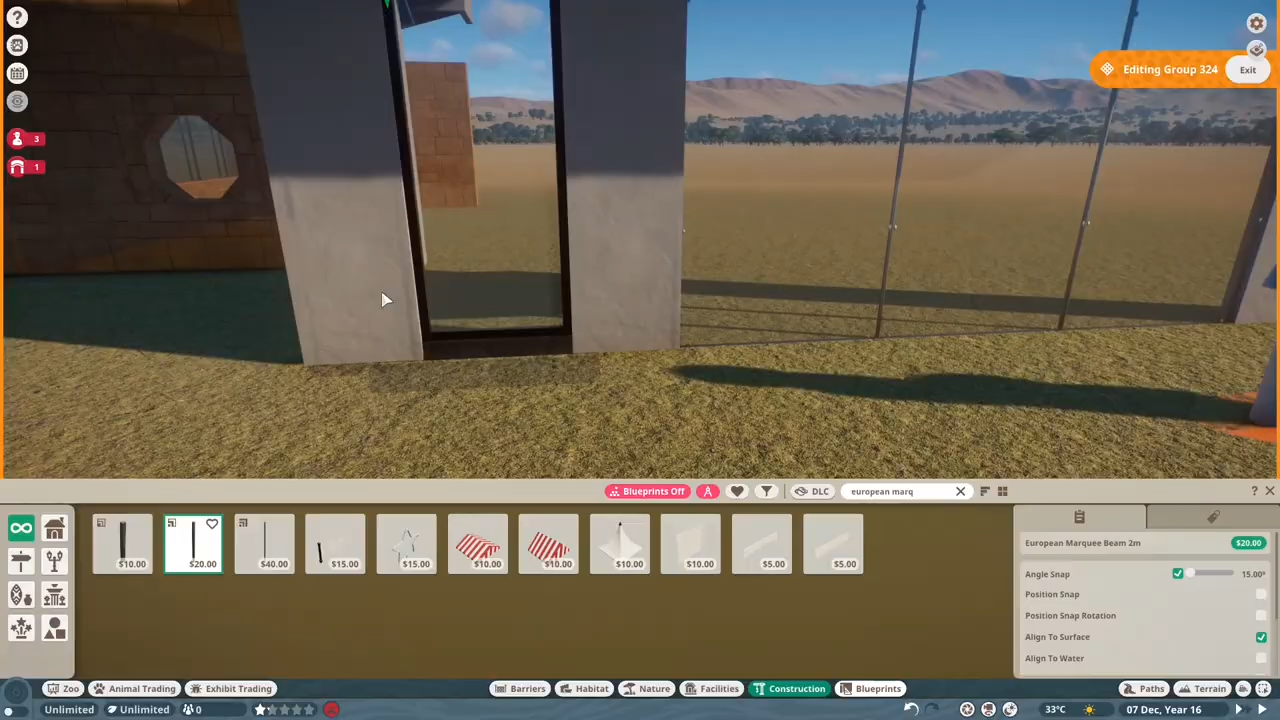 Editing Group 324
Exit
3
1
Blueprints Off
DLC
european marq
$10.00
$20.00
$40.00
$15.00
$15.00
$10.00
$10.00
$10.00
$10.00
$5.00
$5.00
European Marquee Beam 2m
$20.00
Angle Snap
15.00°
Position Snap
Position Snap Rotation
Align To Surface
Align To Water
Zoo
Animal Trading
Exhibit Trading
Barriers
Habitat
Nature
Facilities
Construction
Blueprints
Paths
Terrain
Unlimited
Unlimited
0
33°C
07 Dec, Year 16